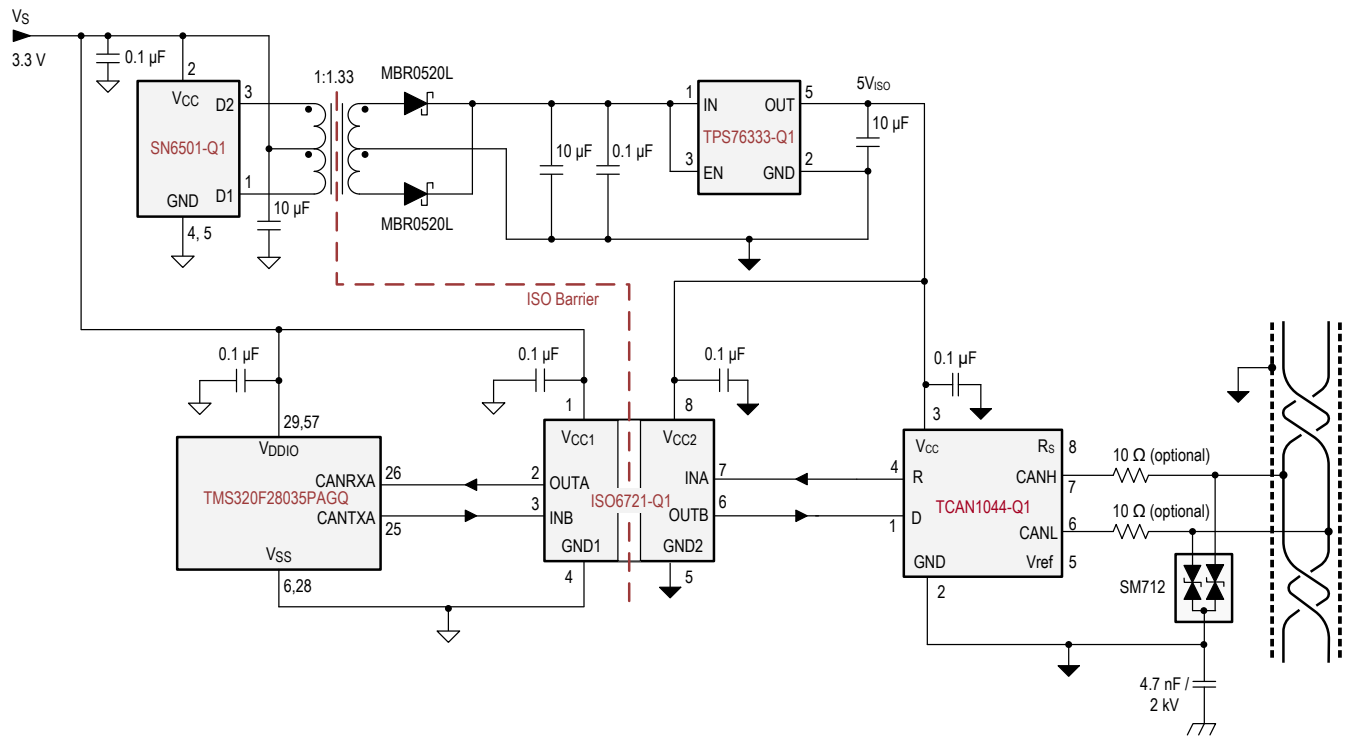 VS
3.3 V
0.1 µF
2
VCC
D2
3
SN6501-Q1
GND
D1
1
4, 5
10 µF
1:1.33
MBR0520L
MBR0520L
10 µF
0.1 µF
1
IN
OUT
5
TPS76333-Q1
3
EN
GND
2
5VISO
10 µF
ISO Barrier
0.1 µF
29,57
VDDIO
CANRXA
26
TMS320F28035PAGQ
CANTXA
25
VSS
6,28
0.1 µF
1
VCC1
2
OUTA
3
INB
GND1
4
ISO6721-Q1
0.1 µF
8
VCC2
INA
7
OUTB
6
GND2
5
0.1 µF
3
VCC
RS
8
4
R
CANH
7
TCAN1044-Q1
1
D
CANL
6
GND
Vref
5
2
10 Ω (optional)
10 Ω (optional)
SM712
4.7 nF /
2 kV